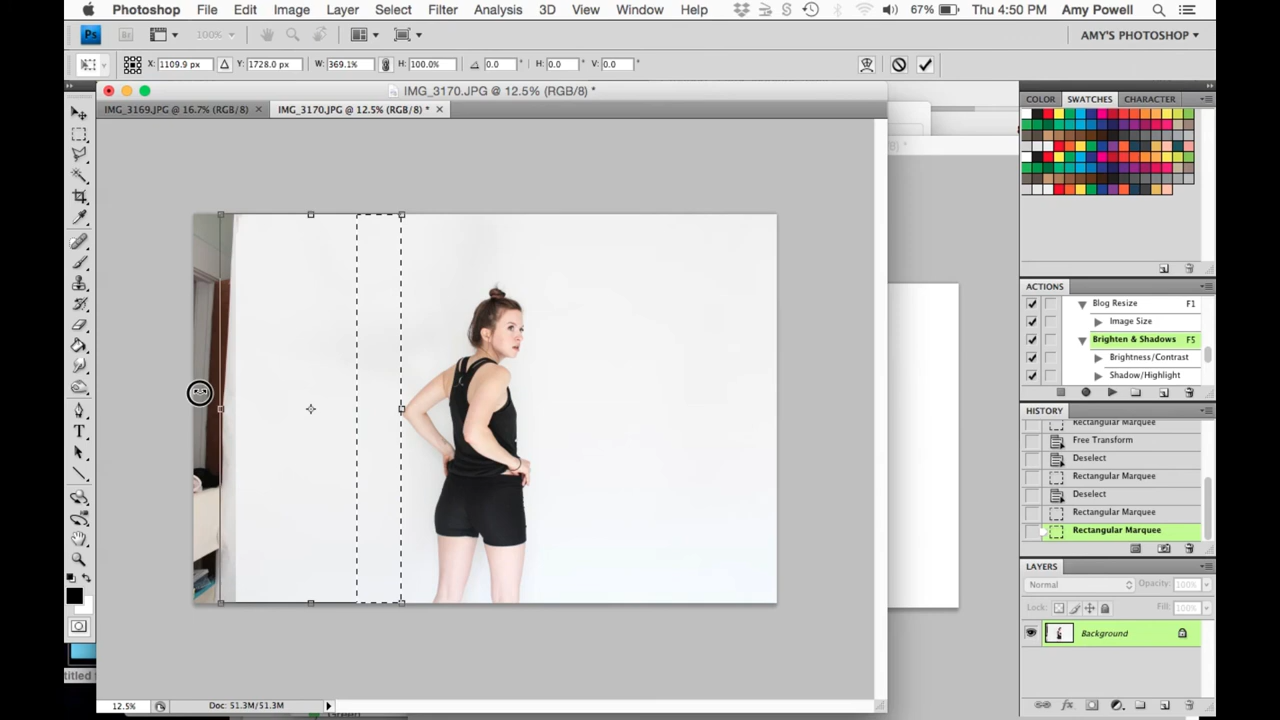 Photoshop File Edit Image Layer Select Filter Analysis 3D View Window Help 67% Thu 4:50 PM Amy Powell
Ps Br 100% AMY'S PHOTOSHOP
X: 1109.9 px Y: 1728.0 px W: 369.1% H: 100.0% 0.0 ° H: 0.0 ° V: 0.0 °
IMG_3170.JPG @ 12.5% (RGB/8) *
IMG_3169.JPG @ 16.7% (RGB/8) IMG_3170.JPG @ 12.5% (RGB/8) *
COLOR SWATCHES CHARACTER
ACTIONS
Blog Resize F1
Image Size
Brighten & Shadows F5
Brightness/Contrast
Shadow/Highlight
HISTORY
Rectangular Marquee
Free Transform
Deselect
Rectangular Marquee
Deselect
Rectangular Marquee
Rectangular Marquee
LAYERS
Normal Opacity: 100%
Lock: Fill: 100%
Background
12.5% Doc: 51.3M/51.3M